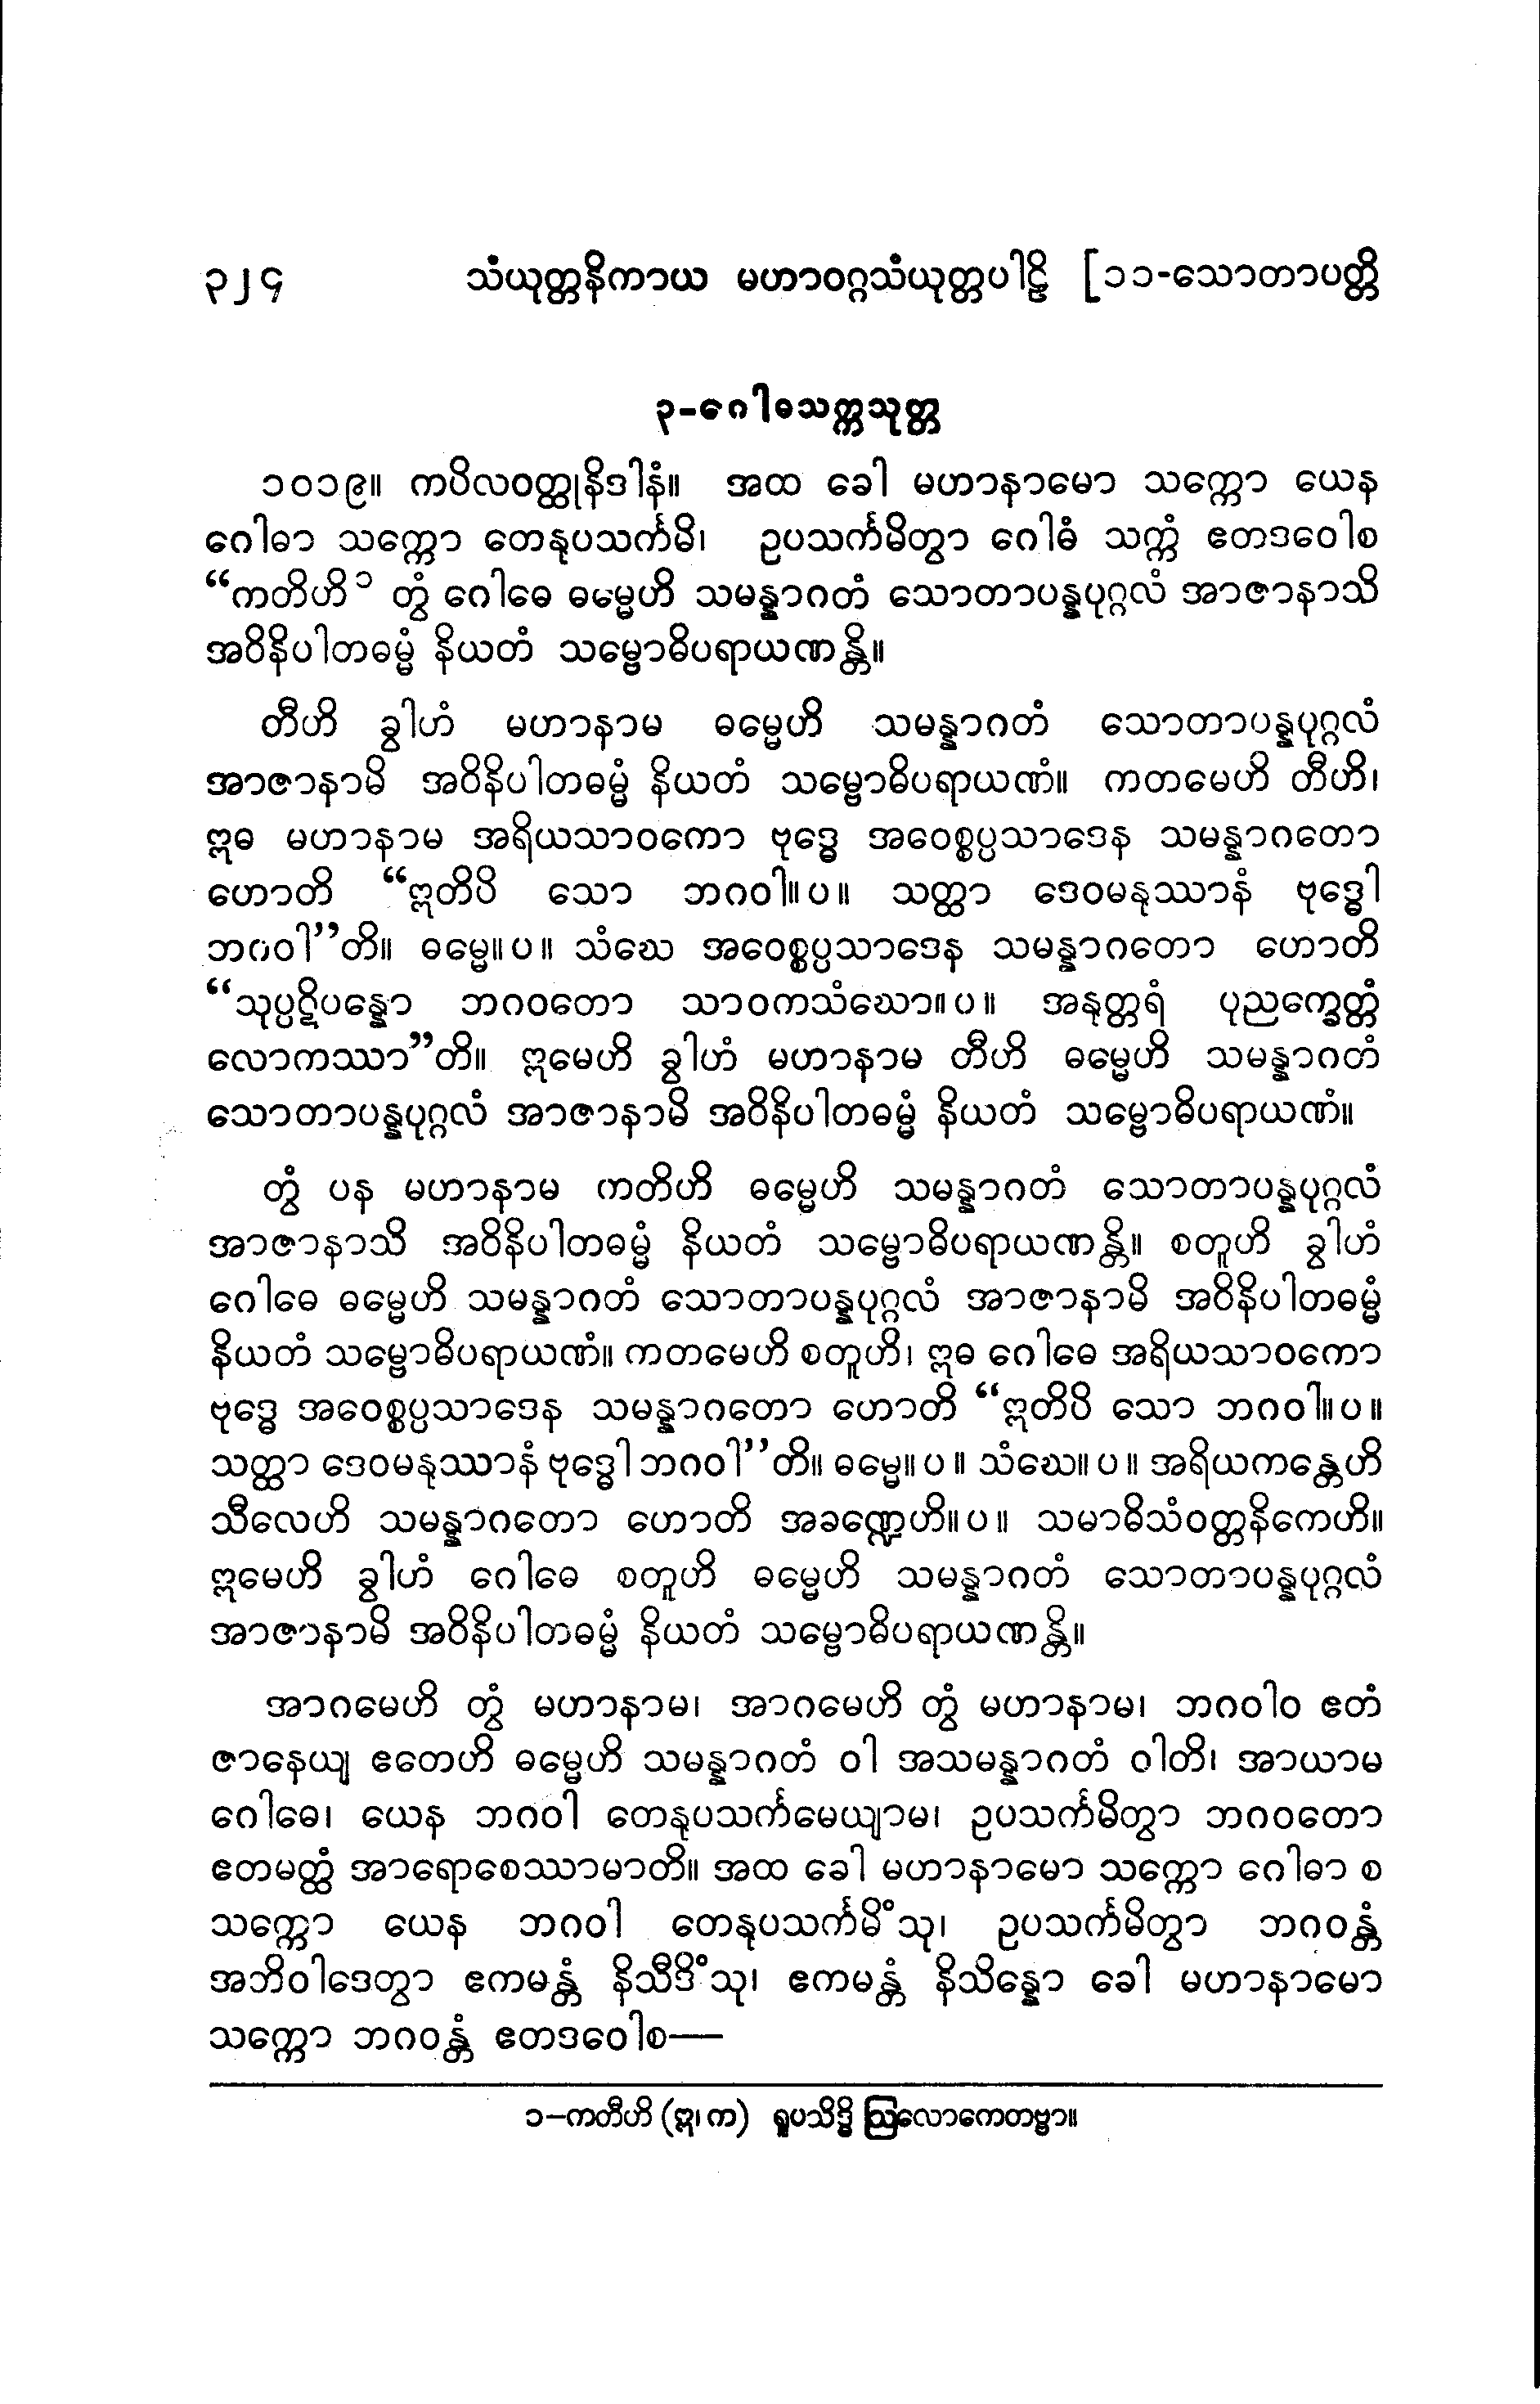 ၃၂၄ သံယုတ္တနိကာယ မဟာဝဂ္ဂသံယုတ္တပါဠိ [၁၁-သောတာပတ္တိ
၃-ဂေါဓသက္ကသုတ္တ
၁၀၁၉။ ကပိလဝတ္ထုနိဒါနံ။ အထ ခေါ မဟာနာမော သက္ကော ယေန
ဂေါဓာ သက္ကော တေနုပသင်္ကမိ၊ ဥပသင်္ကမိတွာ ဂေါဓံ သက္ကံ ဧတဒဝေါစ
“ကတိဟိ ၁ တွံ ဂေါဓေ ဓမ္မေဟိ သမန္နာဂတံ သောတာပန္နပုဂ္ဂလံ အာဇာနာသိ
အဝိနိပါတဓမ္မံ နိယတံ သမ္ဗောဓိပရာယဏန္တိ။
တီဟိ ခွါဟံ မဟာနာမ ဓမ္မေဟိ သမန္နာဂတံ သောတာပန္နပုဂ္ဂလံ
အာဇာနာမိ အဝိနိပါတဓမ္မံ နိယတံ သမ္ဗောဓိပရာယဏံ။ ကတမေဟိ တီဟိ၊
ဣဓ မဟာနာမ အရိယသာဝကော ဗုဒ္ဓေ အဝေစ္စပ္ပသာဒေန သမန္နာဂတော
ဟောတိ “ဣတိပိ သော ဘဂဝါ။ပ။ သတ္ထာ ဒေဝမနုဿာနံ ဗုဒ္ဓေါ
ဘဂဝါ”တိ။ ဓမ္မေ။ပ။ သံဃေ အဝေစ္စပ္ပသာဒေန သမန္နာဂတော ဟောတိ
“သုပ္ပဋိပန္နော ဘဂဝတော သာဝကသံဃော။ပ။ အနုတ္တရံ ပုညက္ခေတ္တံ
လောကဿာ”တိ။ ဣမေဟိ ခွါဟံ မဟာနာမ တီဟိ ဓမ္မေဟိ သမန္နာဂတံ
သောတာပန္နပုဂ္ဂလံ အာဇာနာမိ အဝိနိပါတဓမ္မံ နိယတံ သမ္ဗောဓိပရာယဏံ။
တွံ ပန မဟာနာမ ကတိဟိ ဓမ္မေဟိ သမန္နာဂတံ သောတာပန္နပုဂ္ဂလံ
အာဇာနာသိ အဝိနိပါတဓမ္မံ နိယတံ သမ္ဗောဓိပရာယဏန္တိ။ စတူဟိ ခွါဟံ
ဂေါဓေ ဓမ္မေဟိ သမန္နာဂတံ သောတာပန္နပုဂ္ဂလံ အာဇာနာမိ အဝိနိပါတဓမ္မံ
နိယတံ သမ္ဗောဓိပရာယဏံ။ ကတမေဟိ စတူဟိ၊ ဣဓ ဂေါဓေ အရိယသာဝကော
ဗုဒ္ဓေ အဝေစ္စပ္ပသာဒေန သမန္နာဂတော ဟောတိ “ဣတိပိ သော ဘဂဝါ။ပ။
သတ္ထာ ဒေဝမနုဿာနံ ဗုဒ္ဓေါ ဘဂဝါ”တိ။ ဓမ္မေ။ပ။ သံဃေ။ပ။ အရိယကန္တေဟိ
သီလေဟိ သမန္နာဂတော ဟောတိ အခဏ္ဍေဟိ။ပ။ သမာဓိသံဝတ္တနိကေဟိ။
ဣမေဟိ ခွါဟံ ဂေါဓေ စတူဟိ ဓမ္မေဟိ သမန္နာဂတံ သောတာပန္နပုဂ္ဂလံ
အာဇာနာမိ အဝိနိပါတဓမ္မံ နိယတံ သမ္ဗောဓိပရာယဏန္တိ။
အာဂမေဟိ တွံ မဟာနာမ၊ အာဂမေဟိ တွံ မဟာနာမ၊ ဘဂဝါဝ ဧတံ
ဇာနေယျ ဧတေဟိ ဓမ္မေဟိ သမန္နာဂတံ ဝါ အသမန္နာဂတံ ဝါတိ၊ အာယာမ
ဂေါဓေ၊ ယေန ဘဂဝါ တေနုပသင်္ကမေယျာမ၊ ဥပသင်္ကမိတွာ ဘဂဝတော
ဧတမတ္ထံ အာရောစေဿာမာတိ။ အထ ခေါ မဟာနာမော သက္ကော ဂေါဓာ စ
သက္ကော ယေန ဘဂဝါ တေနုပသင်္ကမိံသု၊ ဥပသင်္ကမိတွာ ဘဂဝန္တံ
အဘိဝါဒေတွာ ဧကမန္တံ နိသီဒိံသု၊ ဧကမန္တံ နိသိန္နော ခေါ မဟာနာမော
သက္ကော ဘဂဝန္တံ ဧတဒဝေါစ—
၁-ကတီဟိ (ဣ၊ က) ရူပသိဒ္ဓိ ဩလောကေတဗ္ဗာ။